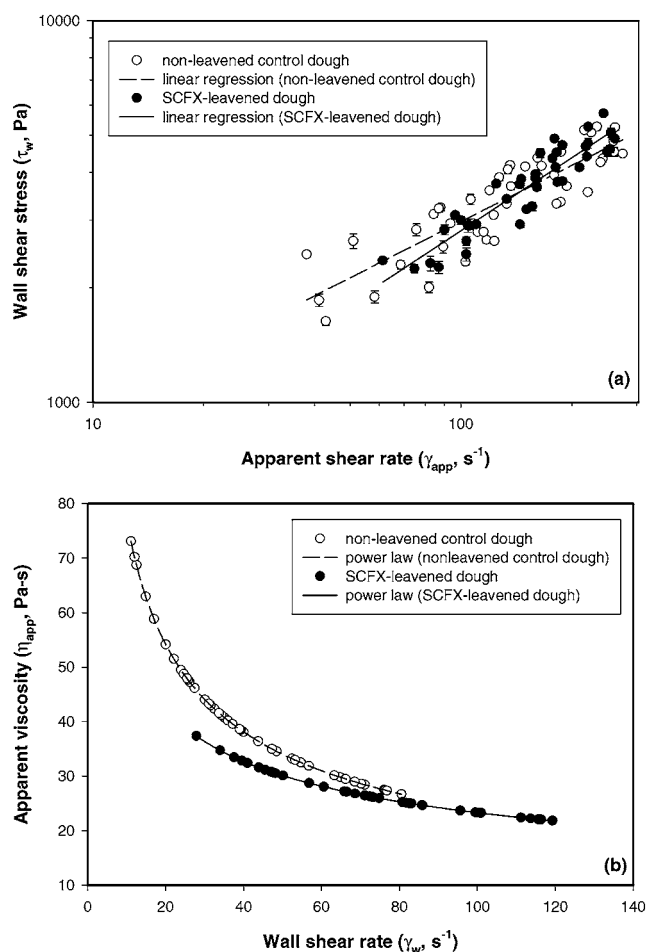 10000
non-leavened control dough
linear regression (non-leavened control dough)
SCFX-leavened dough
linear regression (SCFX-leavened dough)
Wall shear stress (τw, Pa)
1000
(a)
10
100
Apparent shear rate (γapp, s-1)
80
70
60
50
40
30
20
10
non-leavened control dough
power law (nonleavened control dough)
SCFX-leavened dough
power law (SCFX-leavened dough)
Apparent viscosity (ηapp, Pa-s)
(b)
0
20
40
60
80
100
120
140
Wall shear rate (γw, s-1)